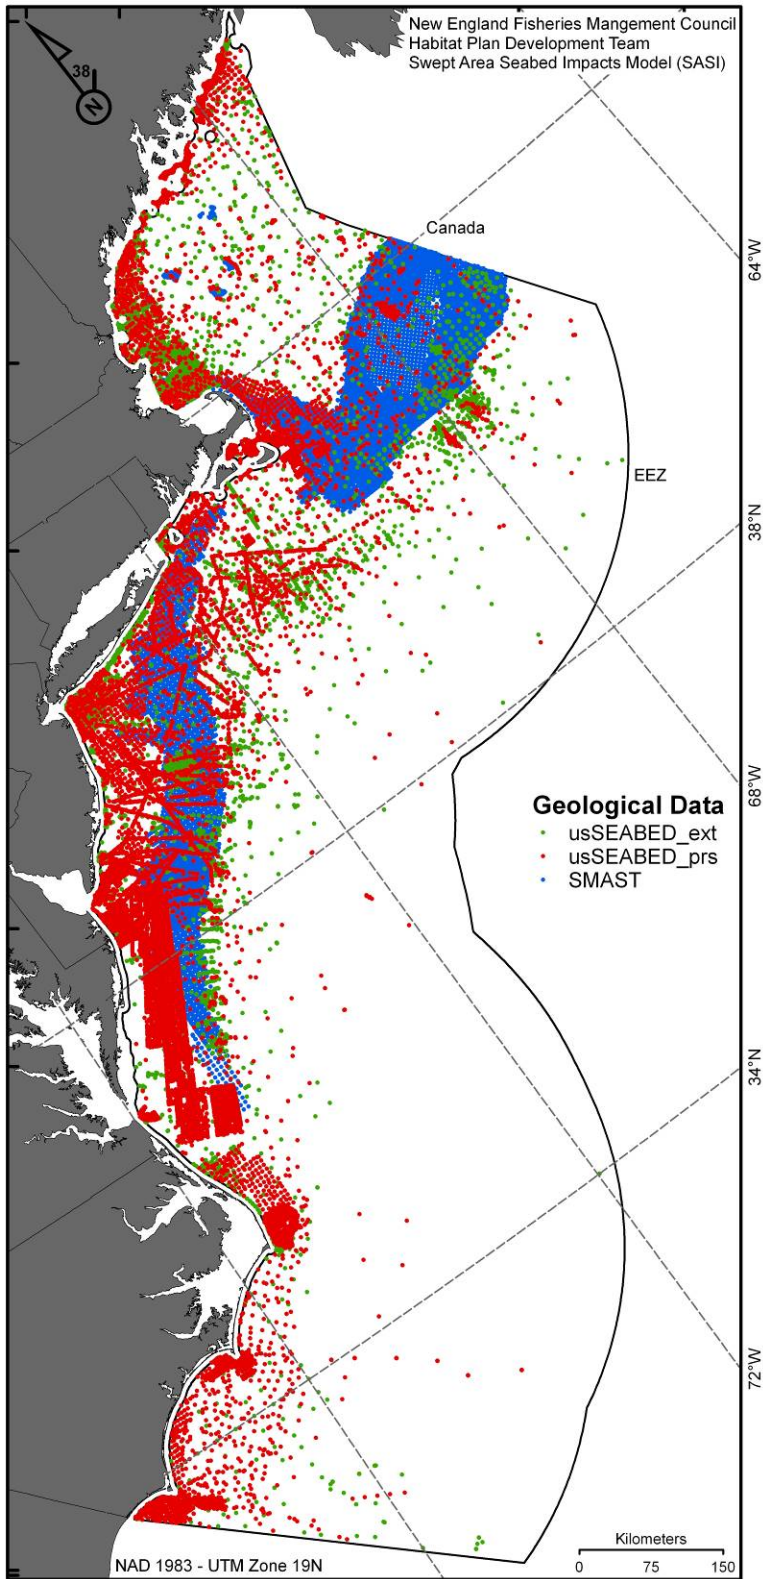 New England Fisheries Mangement Council
Habitat Plan Development Team
Swept Area Seabed Impacts Model (SASI)
38
N
Canada
64°W
EEZ
38°N
68°W
Geological Data
usSEABED_ext
usSEABED_prs
SMAST
34°N
72°W
Kilometers
0 75 150
NAD 1983 - UTM Zone 19N